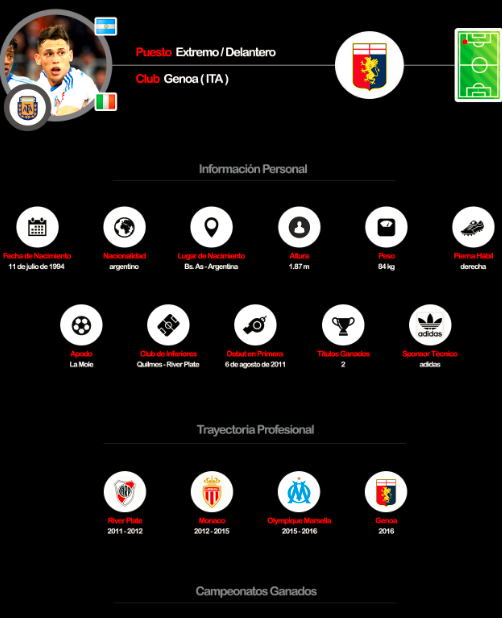 Puesto Extremo / Delantero
Club Genoa ( ITA )
Información Personal
Fecha de Nacimiento
11 de julio de 1994
Nacionalidad
argentino
Lugar de Nacimiento
Bs. As - Argentina
Altura
1.87 m
Peso
84 kg
Pierna Hábil
derecha
adidas
Apodo
La Mole
Club de Inferiores
Quilmes - River Plate
Debut en Primera
6 de agosto de 2011
Títulos Ganados
2
Sponsor Técnico
adidas
Trayectoria Profesional
River Plate
2011 - 2012
Monaco
2012 - 2015
Olympique Marsella
2015 - 2016
Genoa
2016
Campeonatos Ganados